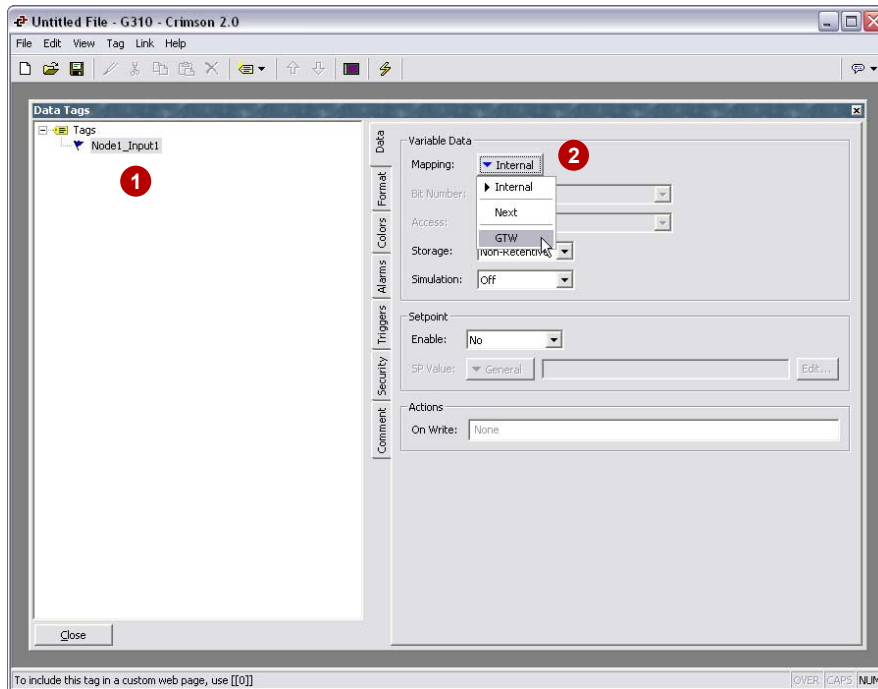 Untitled File - G310 - Crimson 2.0
File Edit View Tag Link Help
Data Tags
Tags
Node1_Input1
1
Data
Format
Colors
Alarms
Triggers
Security
Comment
Variable Data
Mapping: Internal
2
Internal
Next
GTW
Bit Number:
Access:
Storage: Non-Retentive
Simulation: Off
Setpoint
Enable: No
SP Value: General Edit...
Actions
On Write: None
Close
To include this tag in a custom web page, use [[0]] OVER CAPS NUM